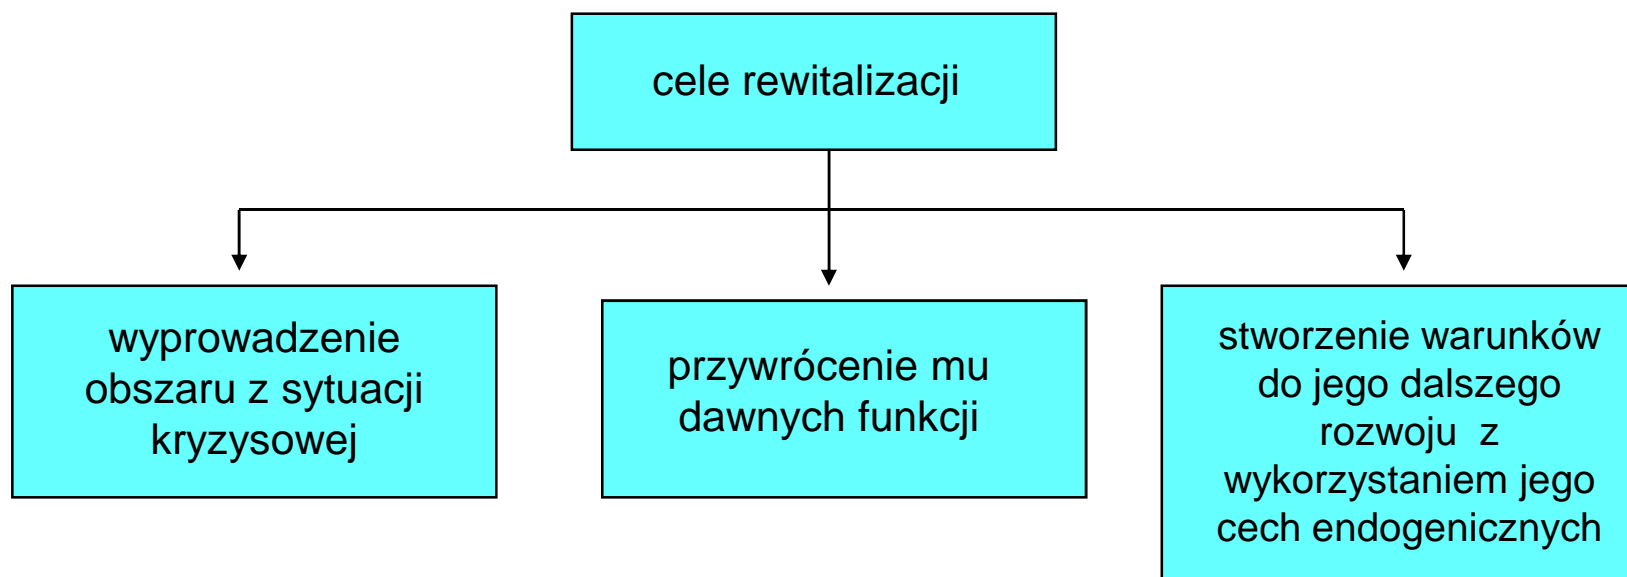 cele rewitalizacji
wyprowadzenie
obszaru z sytuacji
kryzysowej
przywrócenie mu
dawnych funkcji
stworzenie warunków
do jego dalszego
rozwoju z
wykorzystaniem jego
cech endogenicznych